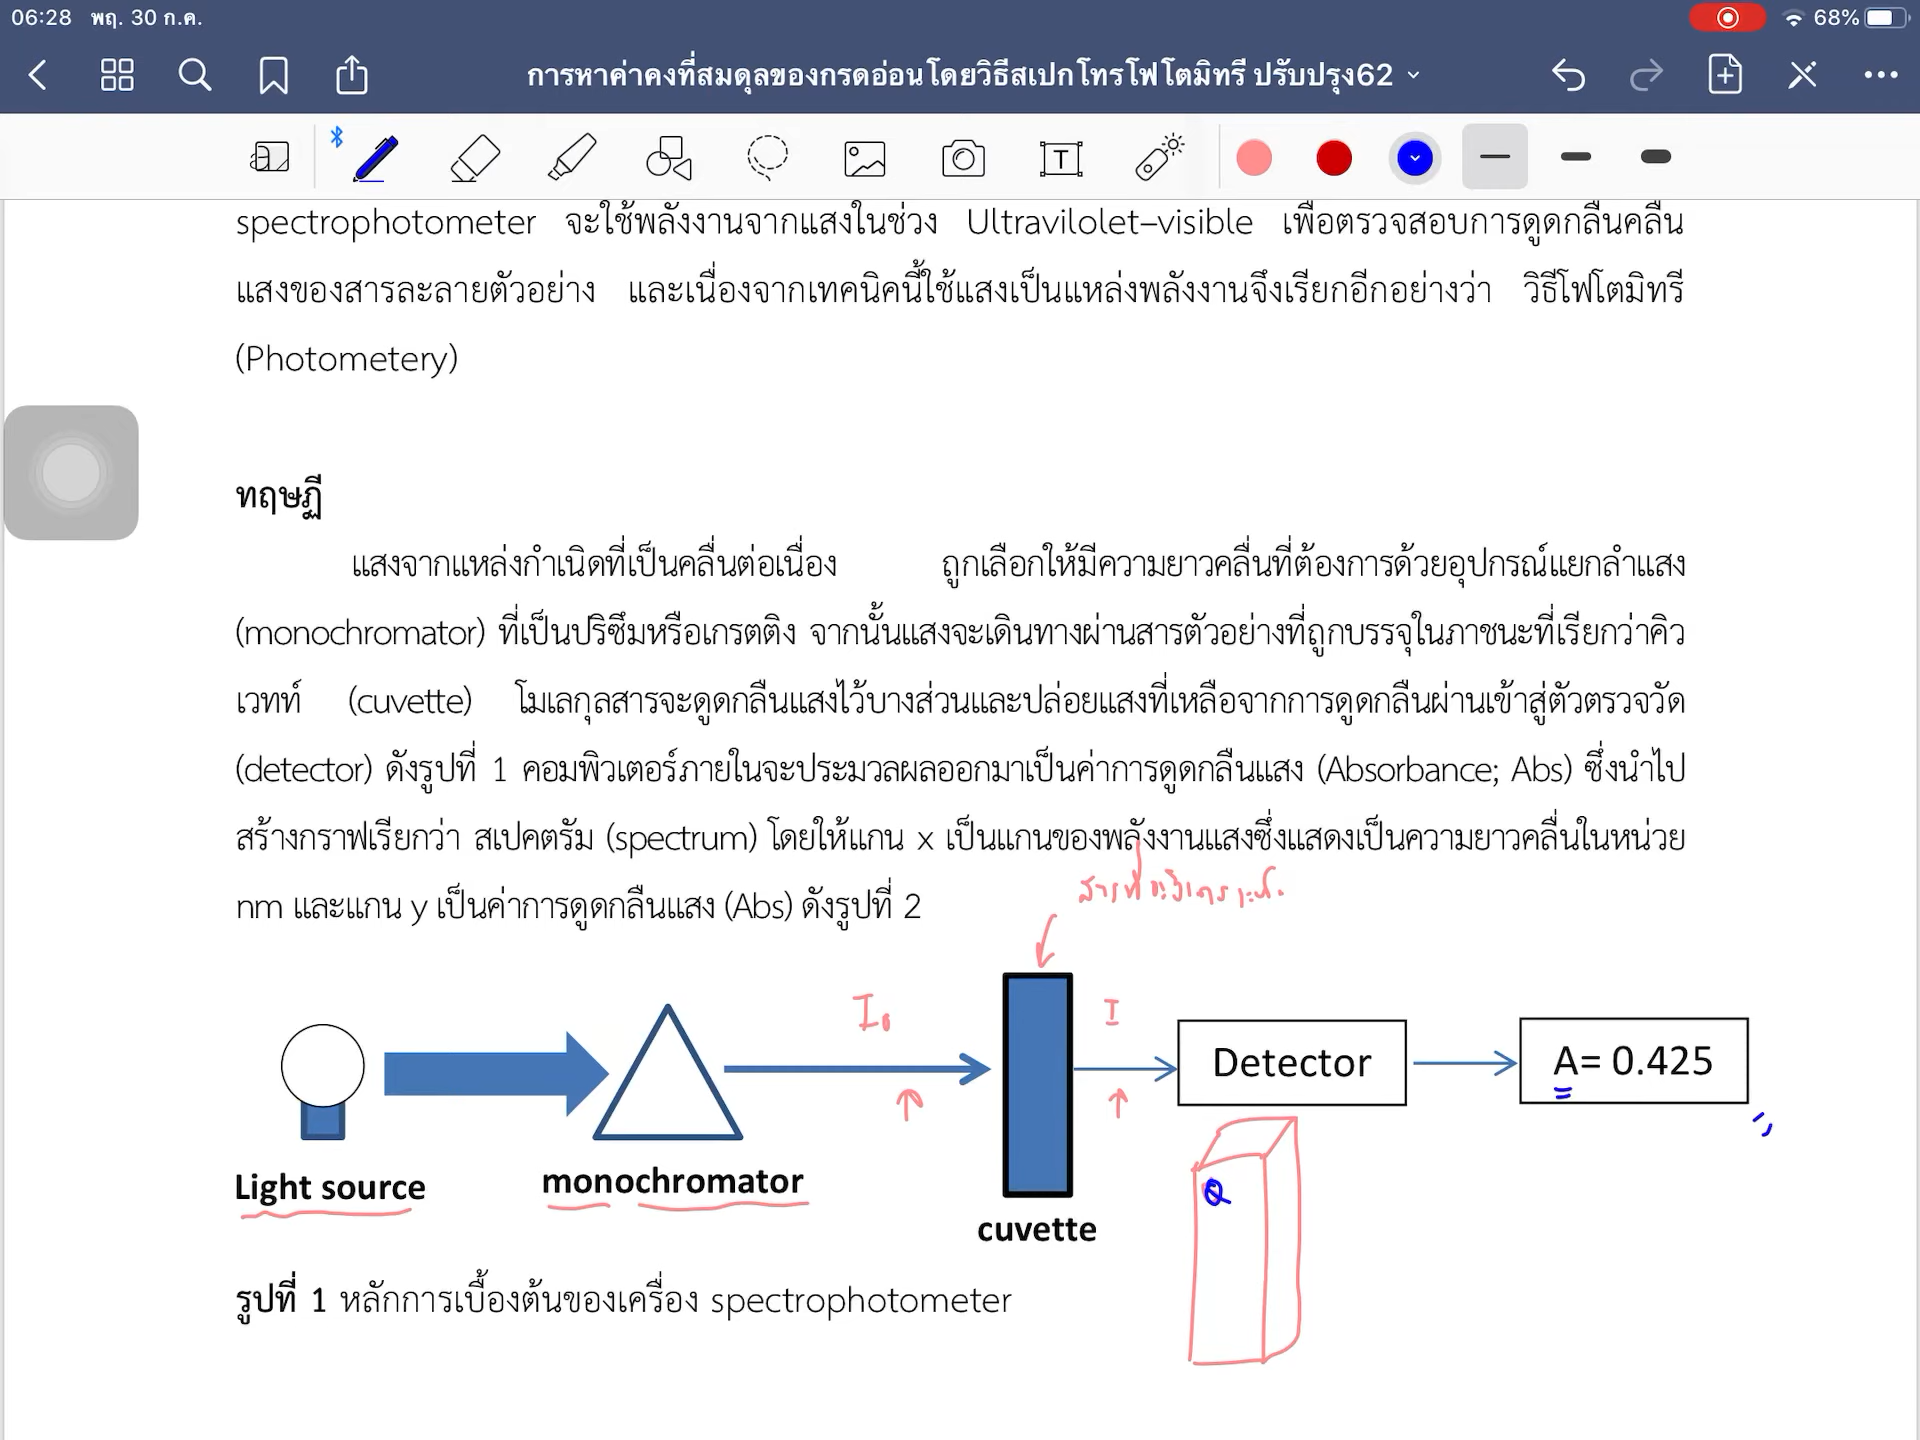 06:28 พฤ. 30 ก.ค.
68%
การหาค่าคงที่สมดุลของกรดอ่อนโดยวิธีสเปกโทรโฟโตมิทรี ปรับปรุง62
spectrophotometer จะใช้พลังงานจากแสงในช่วง Ultravilolet–visible เพื่อตรวจสอบการดูดกลืนคลื่น
แสงของสารละลายตัวอย่าง และเนื่องจากเทคนิคนี้ใช้แสงเป็นแหล่งพลังงานจึงเรียกอีกอย่างว่า วิธีโฟโตมิทรี
(Photometery)
ทฤษฏี
แสงจากแหล่งกำเนิดที่เป็นคลื่นต่อเนื่อง ถูกเลือกให้มีความยาวคลื่นที่ต้องการด้วยอุปกรณ์แยกลำแสง
(monochromator) ที่เป็นปริซึมหรือเกรตติง จากนั้นแสงจะเดินทางผ่านสารตัวอย่างที่ถูกบรรจุในภาชนะที่เรียกว่าคิว
เวทท์ (cuvette) โมเลกุลสารจะดูดกลืนแสงไว้บางส่วนและปล่อยแสงที่เหลือจากการดูดกลืนผ่านเข้าสู่ตัวตรวจวัด
(detector) ดังรูปที่ 1 คอมพิวเตอร์ภายในจะประมวลผลออกมาเป็นค่าการดูดกลืนแสง (Absorbance; Abs) ซึ่งนำไป
สร้างกราฟเรียกว่า สเปคตรัม (spectrum) โดยให้แกน x เป็นแกนของพลังงานแสงซึ่งแสดงเป็นความยาวคลื่นในหน่วย
nm และแกน y เป็นค่าการดูดกลืนแสง (Abs) ดังรูปที่ 2
I₀
I
Detector
A= 0.425
Light source
monochromator
cuvette
รูปที่ 1 หลักการเบื้องต้นของเครื่อง spectrophotometer